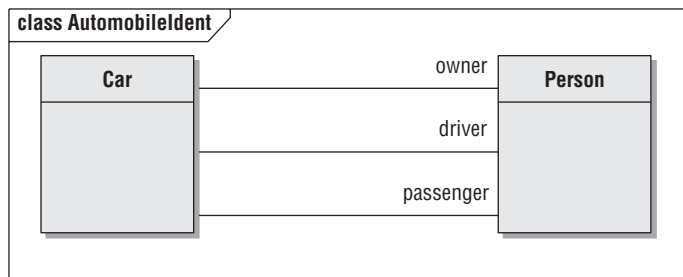 class AutomobileIdent
Car
owner
Person
driver
passenger